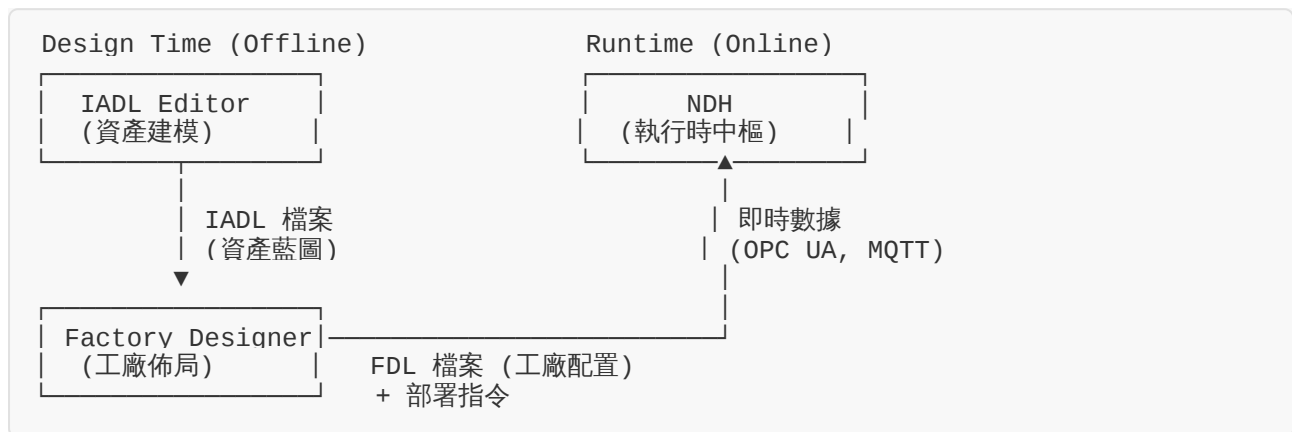 Design Time (Offline) Runtime (Online)
IADL Editor NDH
(資產建模) (執行時中樞)
IADL 檔案 即時數據
(資產藍圖) (OPC UA, MQTT)
Factory Designer
(工廠佈局) FDL 檔案 (工廠配置)
+ 部署指令